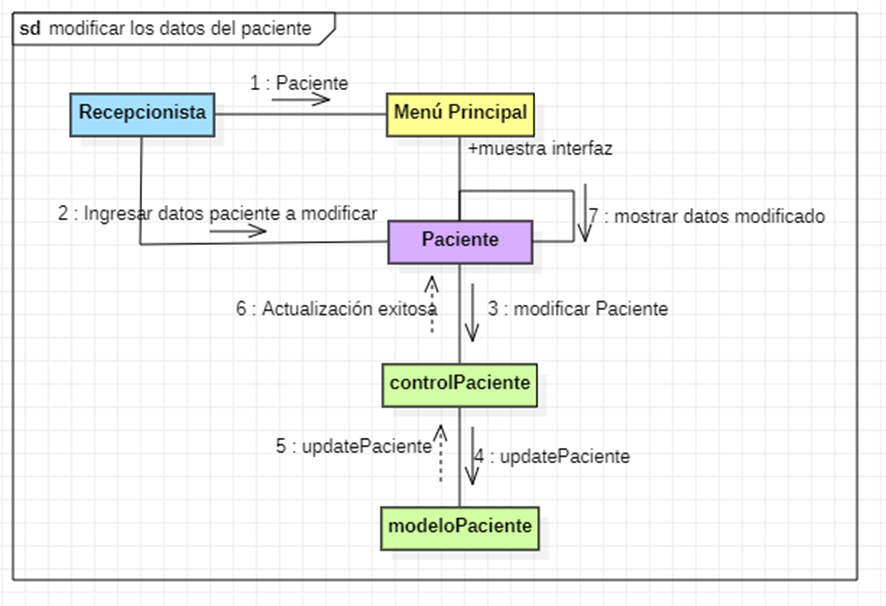 sd modificar los datos del paciente
1 : Paciente
Recepcionista
Menú Principal
+muestra interfaz
2 : Ingresar datos paciente a modificar
7 : mostrar datos modificado
Paciente
6 : Actualización exitosa
3 : modificar Paciente
controlPaciente
5 : updatePaciente
4 : updatePaciente
modeloPaciente